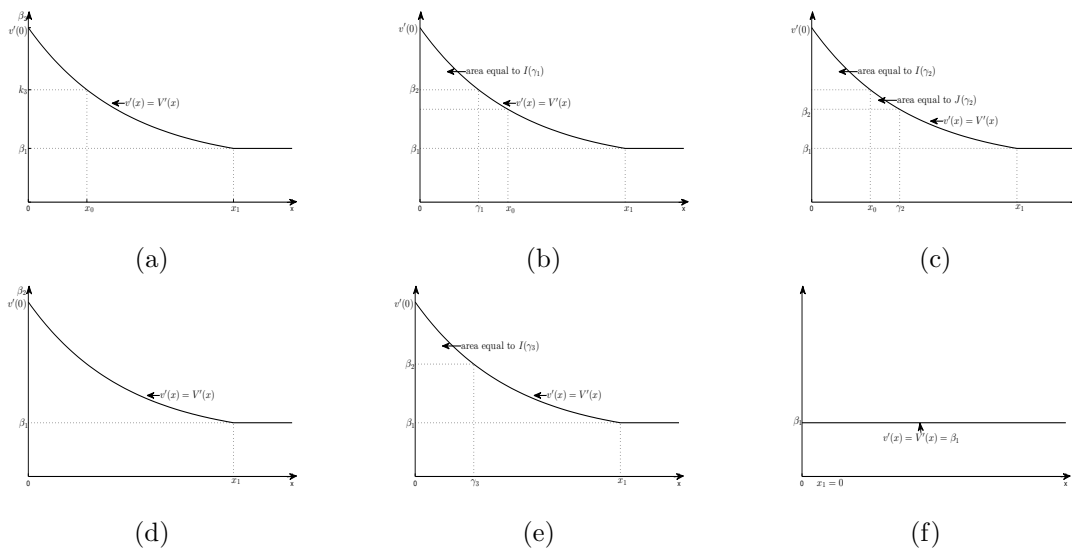 β₂
v′(0)
k₃
v′(x) = V′(x)
β₁
0
x₀
x₁
x
(a)
v′(0)
area equal to I(γ₁)
β₂
v′(x) = V′(x)
β₁
0
γ₁
x₀
x₁
x
(b)
v′(0)
area equal to I(γ₂)
area equal to J(γ₂)
β₂
v′(x) = V′(x)
β₁
0
x₀
γ₂
x₁
(c)
β₂
v′(0)
v′(x) = V′(x)
β₁
0
x₁
x
(d)
v′(0)
area equal to I(γ₃)
β₂
v′(x) = V′(x)
β₁
0
γ₃
x₁
x
(e)
β₁
v′(x) = V′(x) = β₁
0
x₁ = 0
x
(f)